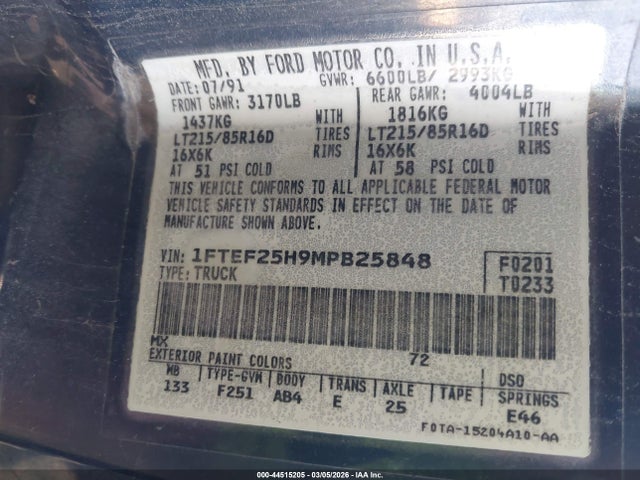 MFD. BY FORD MOTOR CO. IN U.S.A.
DATE: 07/91 GVWR: 6600LB/ 2993KG
FRONT GAWR: 3170LB REAR GAWR: 4004LB
1437KG WITH 1816KG WITH
LT215/85R16D TIRES LT215/85R16D TIRES
16X6K RIMS 16X6K RIMS
AT 51 PSI COLD AT 58 PSI COLD
THIS VEHICLE CONFORMS TO ALL APPLICABLE FEDERAL MOTOR
VEHICLE SAFETY STANDARDS IN EFFECT ON THE DATE OF
MANUFACTURE SHOWN ABOVE.
VIN: 1FTEF25H9MPB25848 F0201
TYPE: TRUCK T0233
MX 72
EXTERIOR PAINT COLORS DSO
WB TYPE-GVW BODY TRANS AXLE TAPE SPRINGS
133 F251 AB4 E 25 E46
F0TA-15204A10-AA
000-44515205 - 03/05/2026 - IAA Inc.